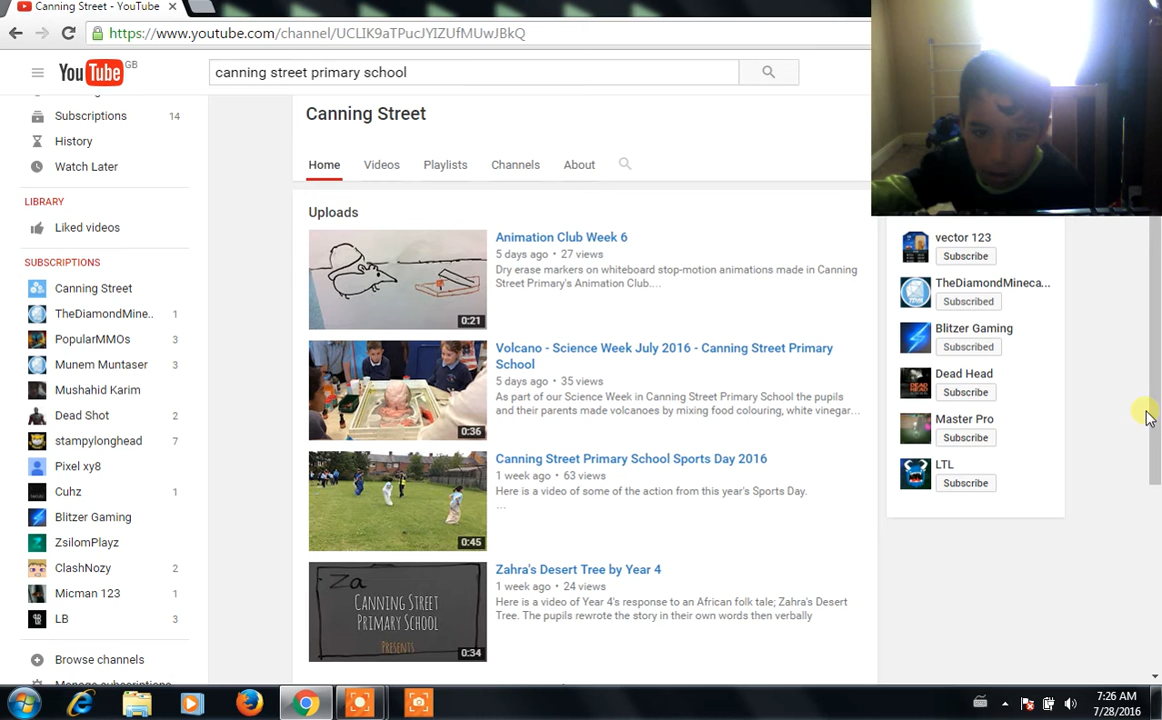 Canning Street - YouTube
https://www.youtube.com/channel/UCLIK9aTPucJYIZUfMUwJBkQ
YouTube GB
canning street primary school
Subscriptions 14
History
Watch Later
LIBRARY
Liked videos
SUBSCRIPTIONS
Canning Street
TheDiamondMine.. 1
PopularMMOs 3
Munem Muntaser 3
Mushahid Karim
Dead Shot 2
stampylonghead 7
Pixel xy8
Cuhz 1
Blitzer Gaming
ZsilomPlayz
ClashNozy 2
Micman 123 1
LB 3
Browse channels
Manage subscriptions
Canning Street
Home Videos Playlists Channels About
Uploads
Animation Club Week 6
5 days ago • 27 views
Dry erase markers on whiteboard stop-motion animations made in Canning
Street Primary's Animation Club....
0:21
Volcano - Science Week July 2016 - Canning Street Primary
School
5 days ago • 35 views
As part of our Science Week in Canning Street Primary School the pupils
and their parents made volcanoes by mixing food colouring, white vinegar...
0:36
Canning Street Primary School Sports Day 2016
1 week ago • 63 views
Here is a video of some of the action from this year's Sports Day.
...
0:45
Zahra's Desert Tree by Year 4
1 week ago • 24 views
Here is a video of Year 4's response to an African folk tale; Zahra's Desert
Tree. The pupils rewrote the story in their own words then verbally
Za
CANNING STREET
PRIMARY SCHOOL
PRESENTS
0:34
vector 123
Subscribe
TheDiamondMineca...
Subscribed
Blitzer Gaming
Subscribed
Dead Head
Subscribe
Master Pro
Subscribe
LTL
Subscribe
7:26 AM
7/28/2016